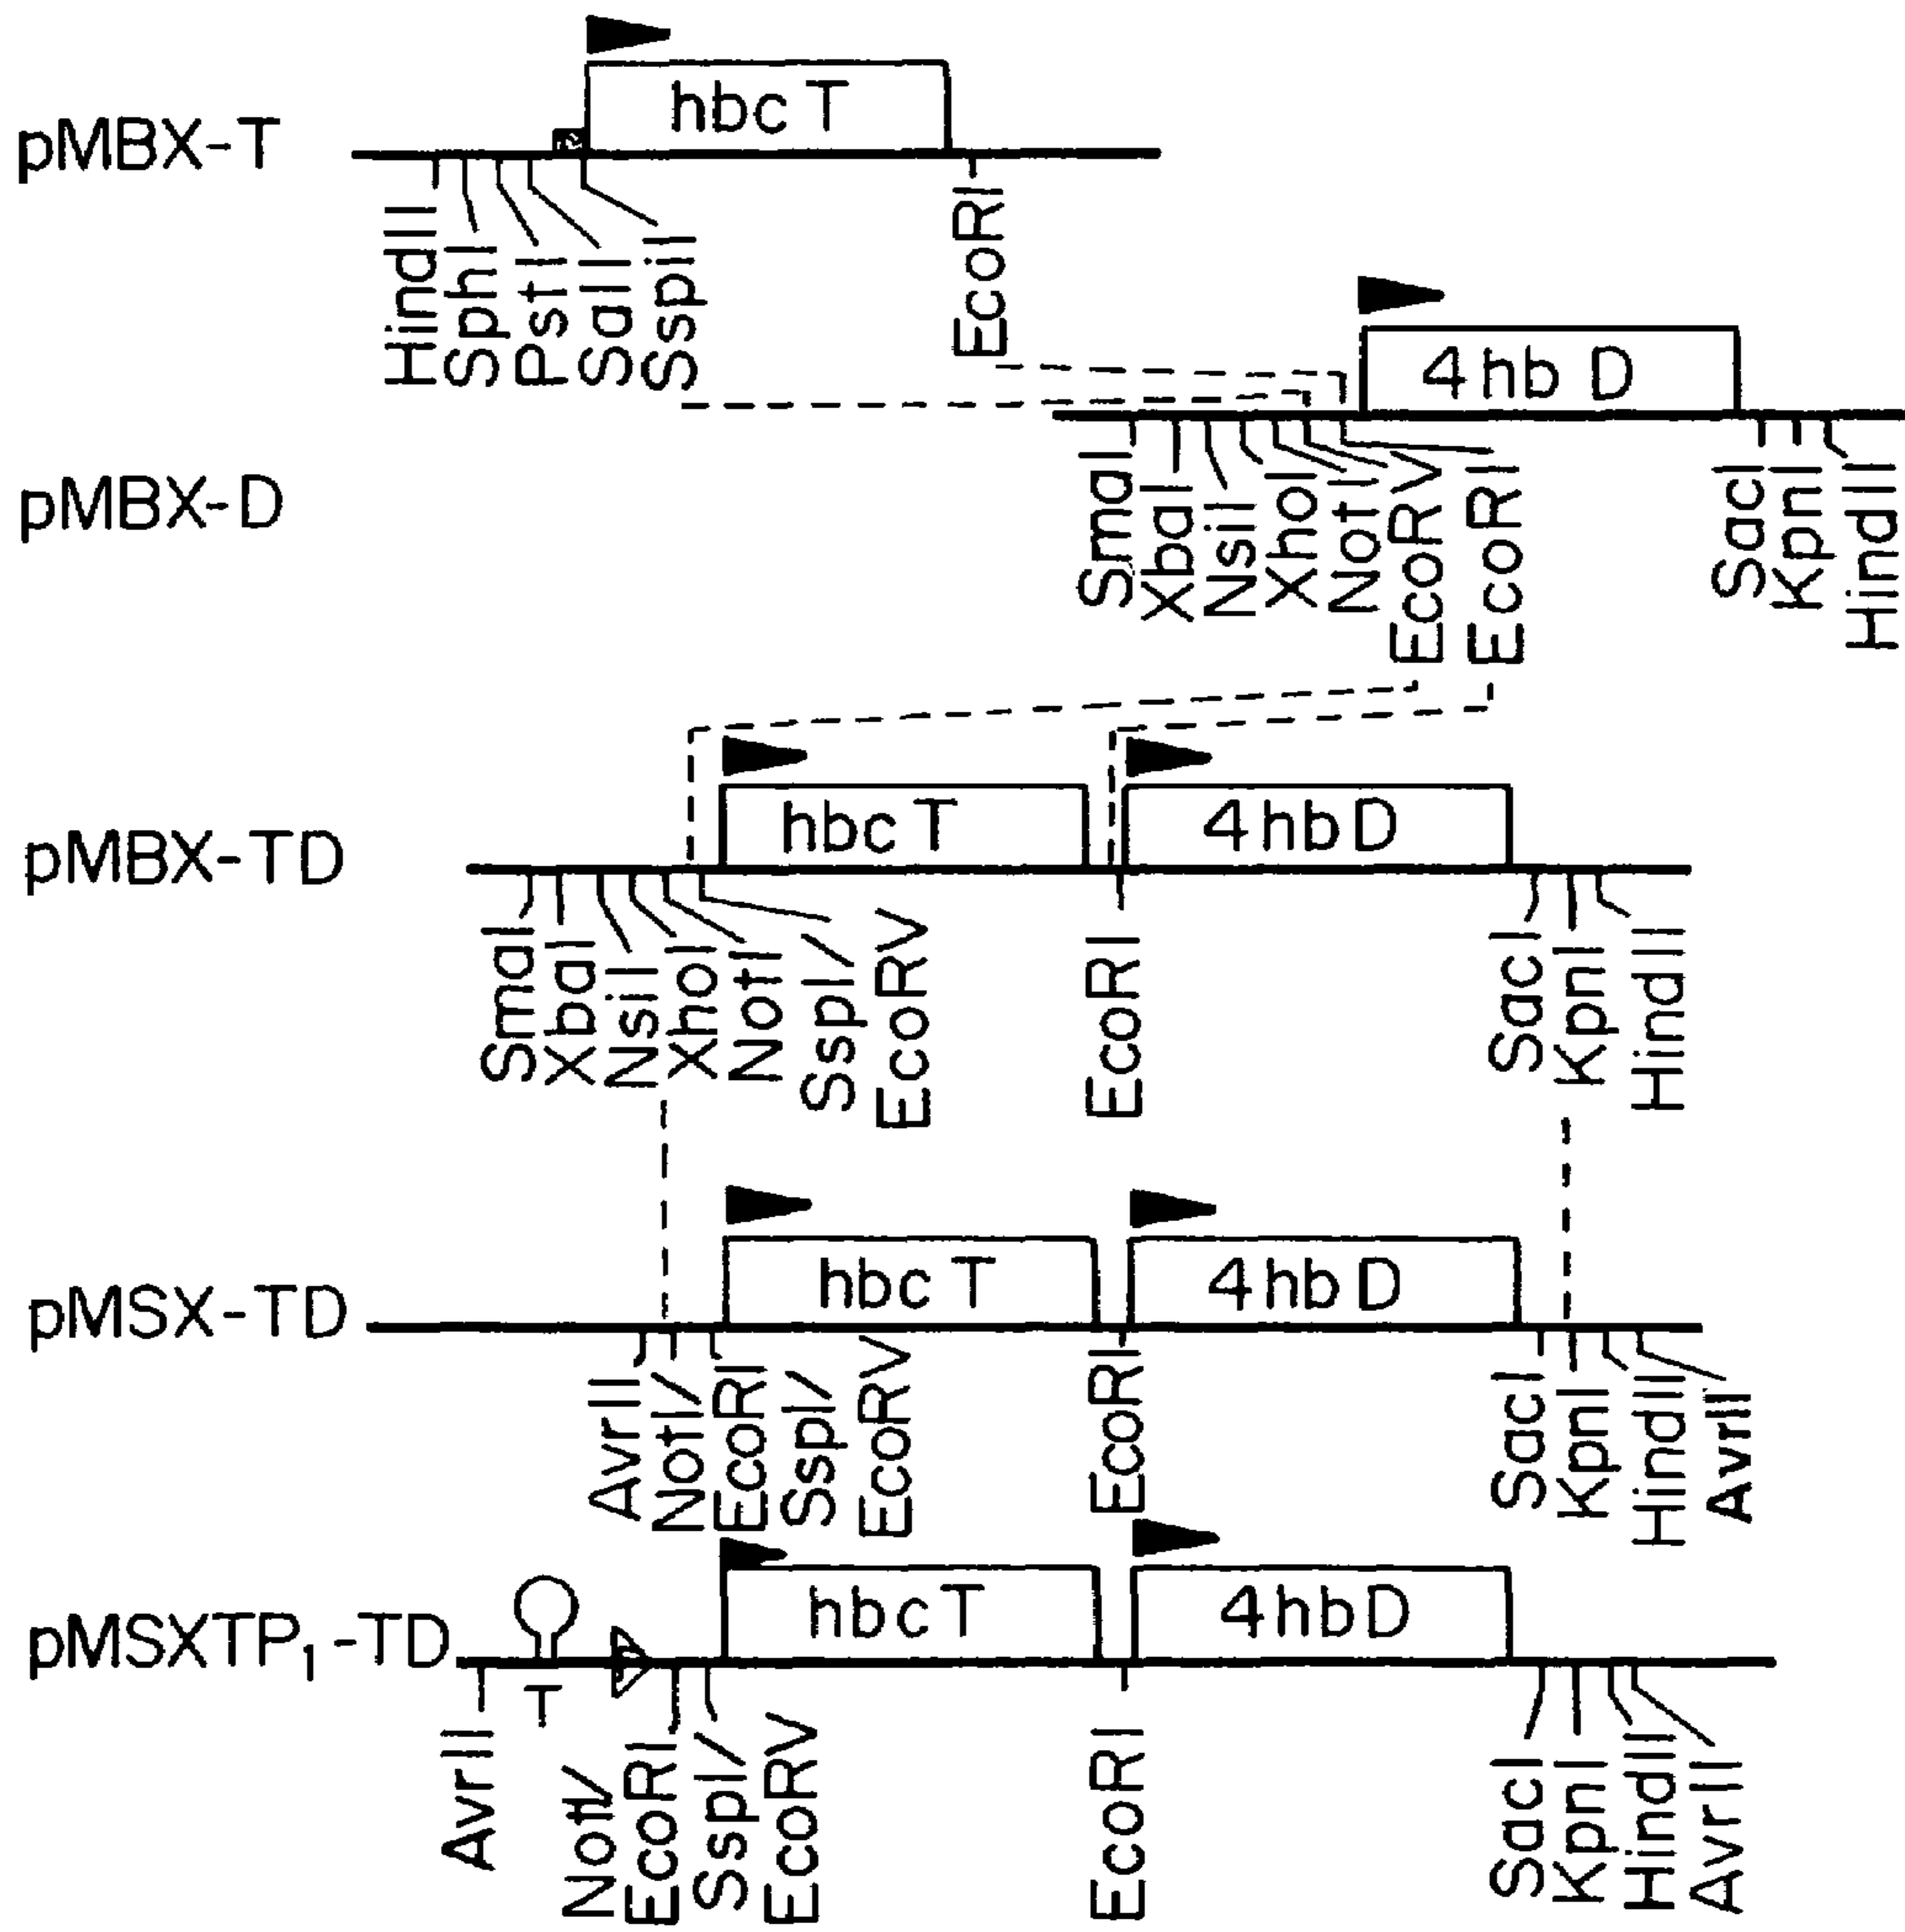 hbc T
pMBX-T
HindIII
SphI
PstI
SalI
SspI
EcoRI
4hb D
pMBX-D
SmaI
XbaI
NsiI
XhoI
NotI
EcoRV
EcoRI
SacI
KpnI
HindIII
hbc T
4hb D
pMBX-TD
SmaI
XbaI
NsiI
XhoI
NotI
SspI/
EcoRV
EcoRI
SacI
KpnI
HindIII
hbc T
4hb D
pMSX-TD
AvrII
NotI/
EcoRI
SspI/
EcoRV
EcoRI
SacI
KpnI
HindIII
AvrII
hbc T
4hb D
pMSXTP₁-TD
T
AvrII
NotI/
EcoRI
SspI/
EcoRV
EcoRI
SacI
KpnI
HindIII
AvrII